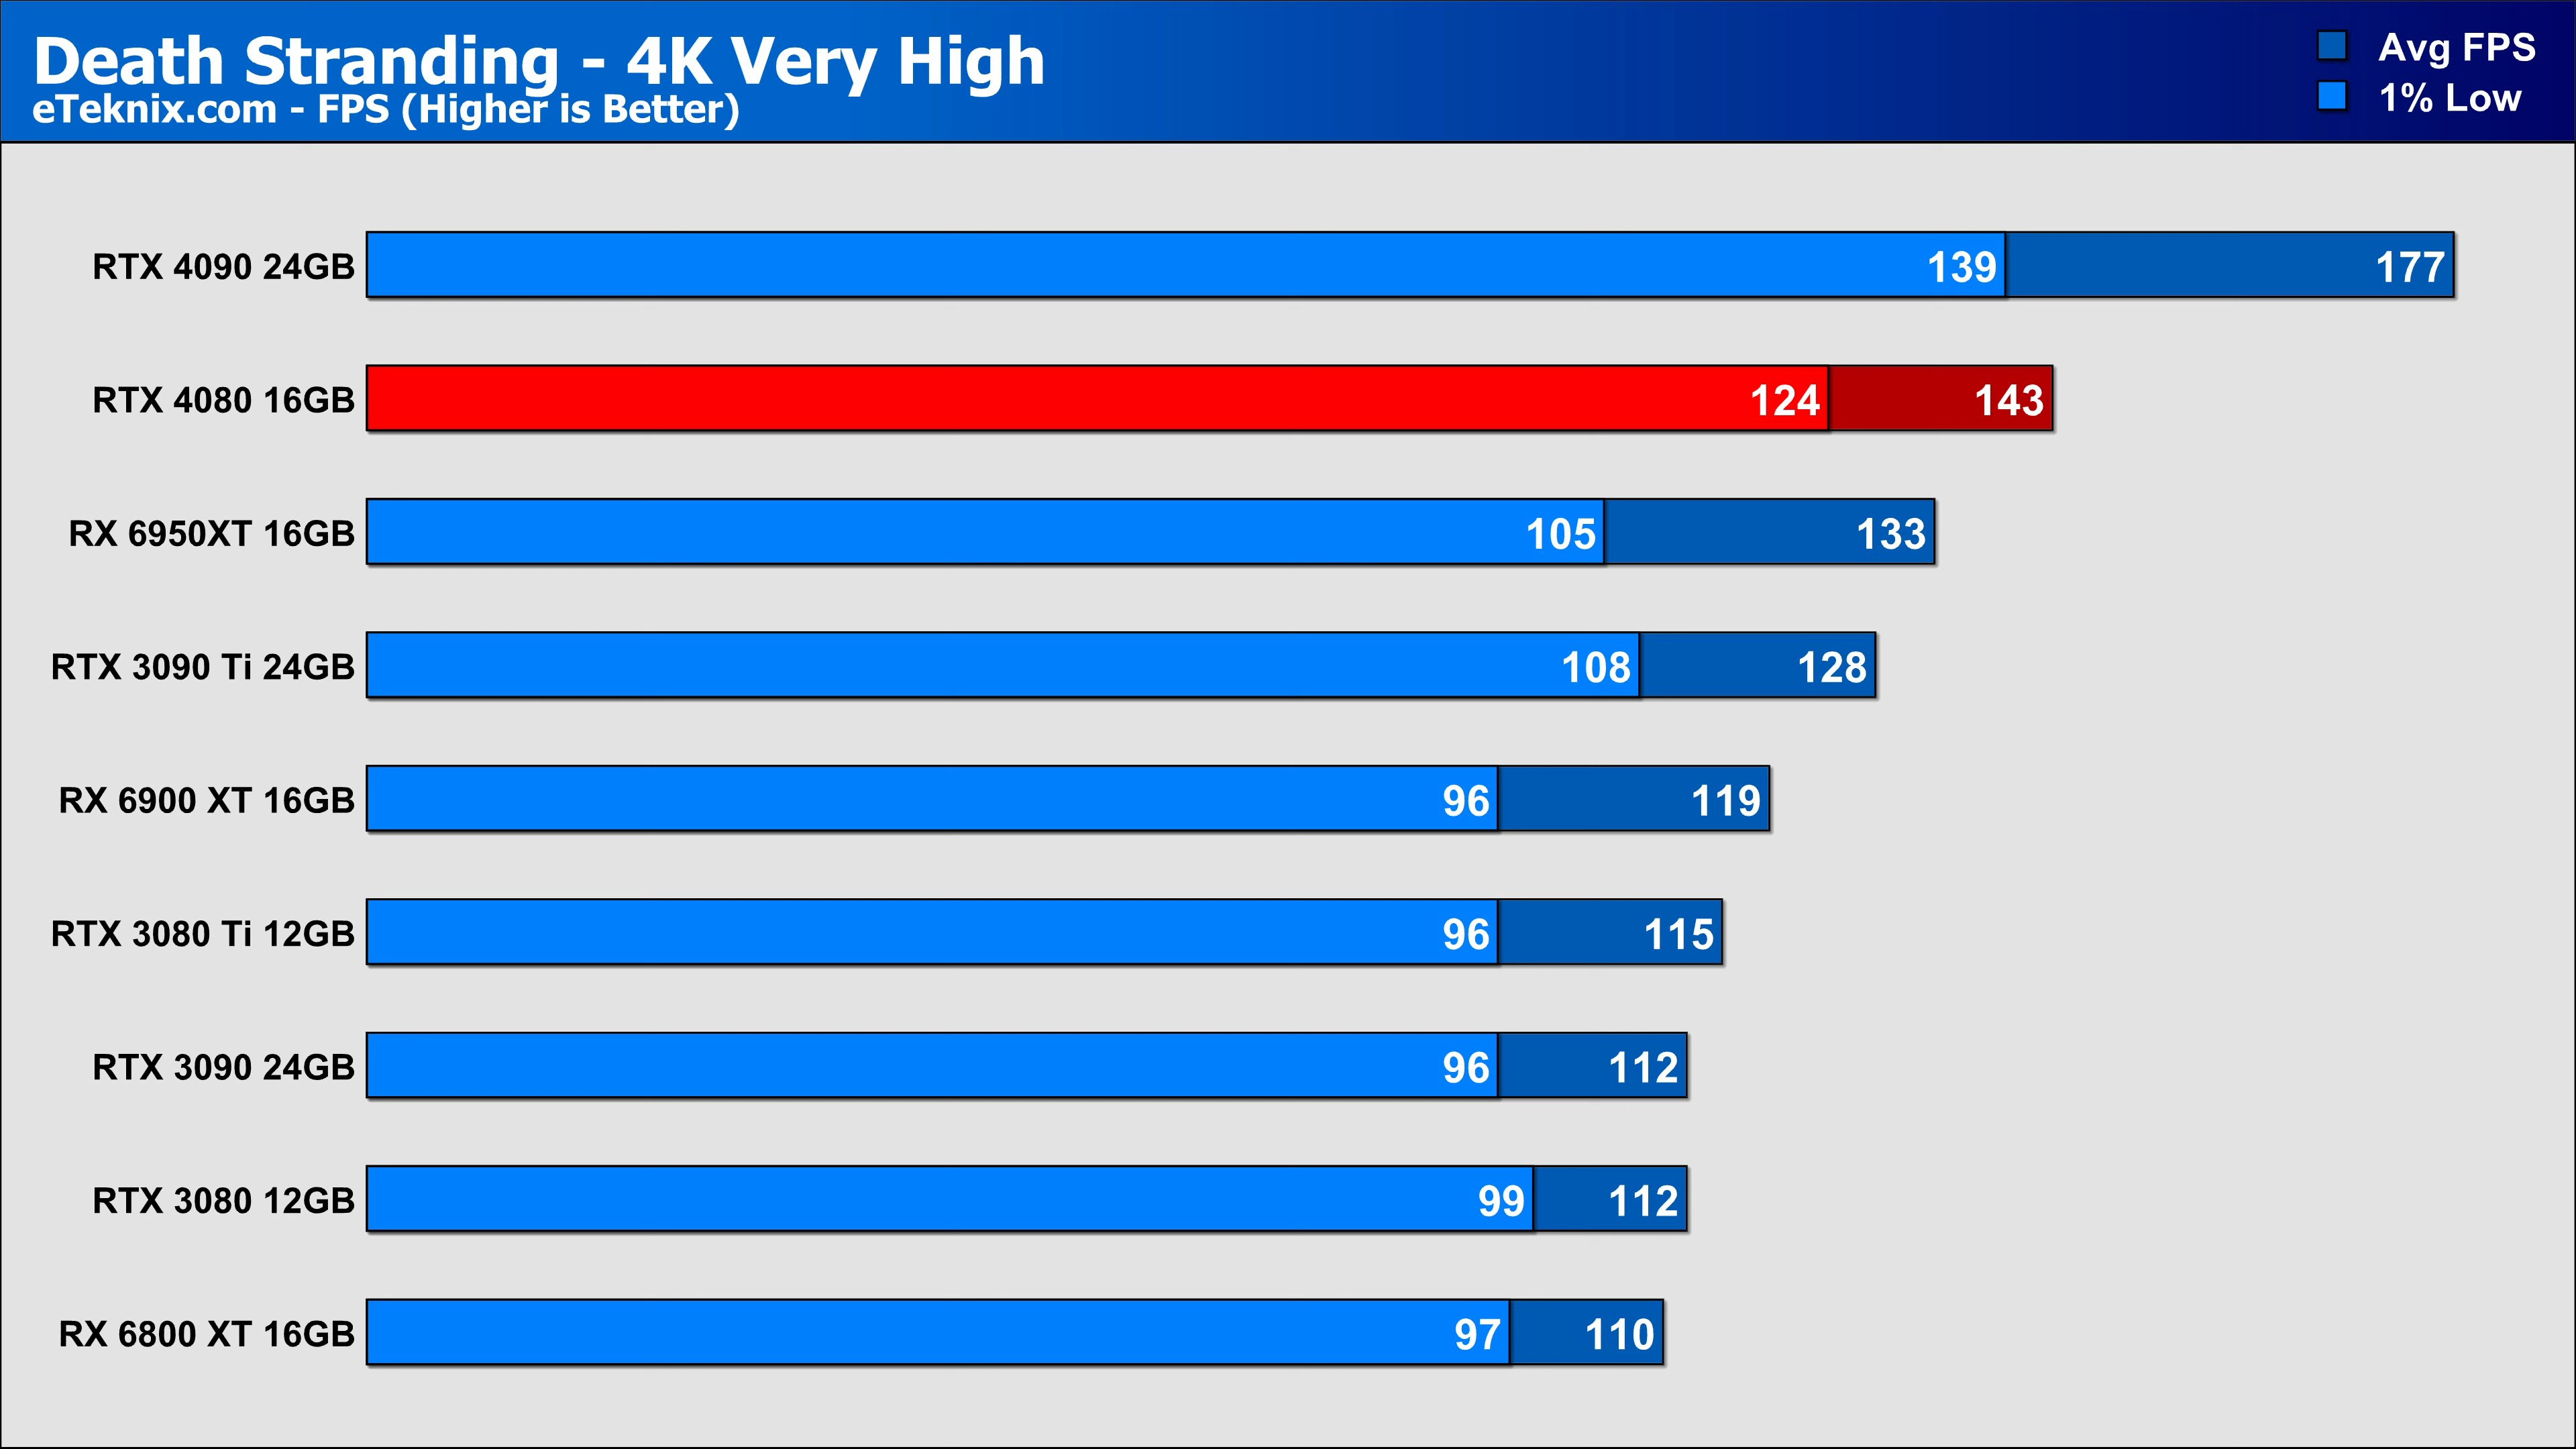 Death Stranding - 4K Very High
eTeknix.com - FPS (Higher is Better)
Avg FPS
1% Low
RTX 4090 24GB 139 177
RTX 4080 16GB 124 143
RX 6950XT 16GB 105 133
RTX 3090 Ti 24GB 108 128
RX 6900 XT 16GB 96 119
RTX 3080 Ti 12GB 96 115
RTX 3090 24GB 96 112
RTX 3080 12GB 99 112
RX 6800 XT 16GB 97 110